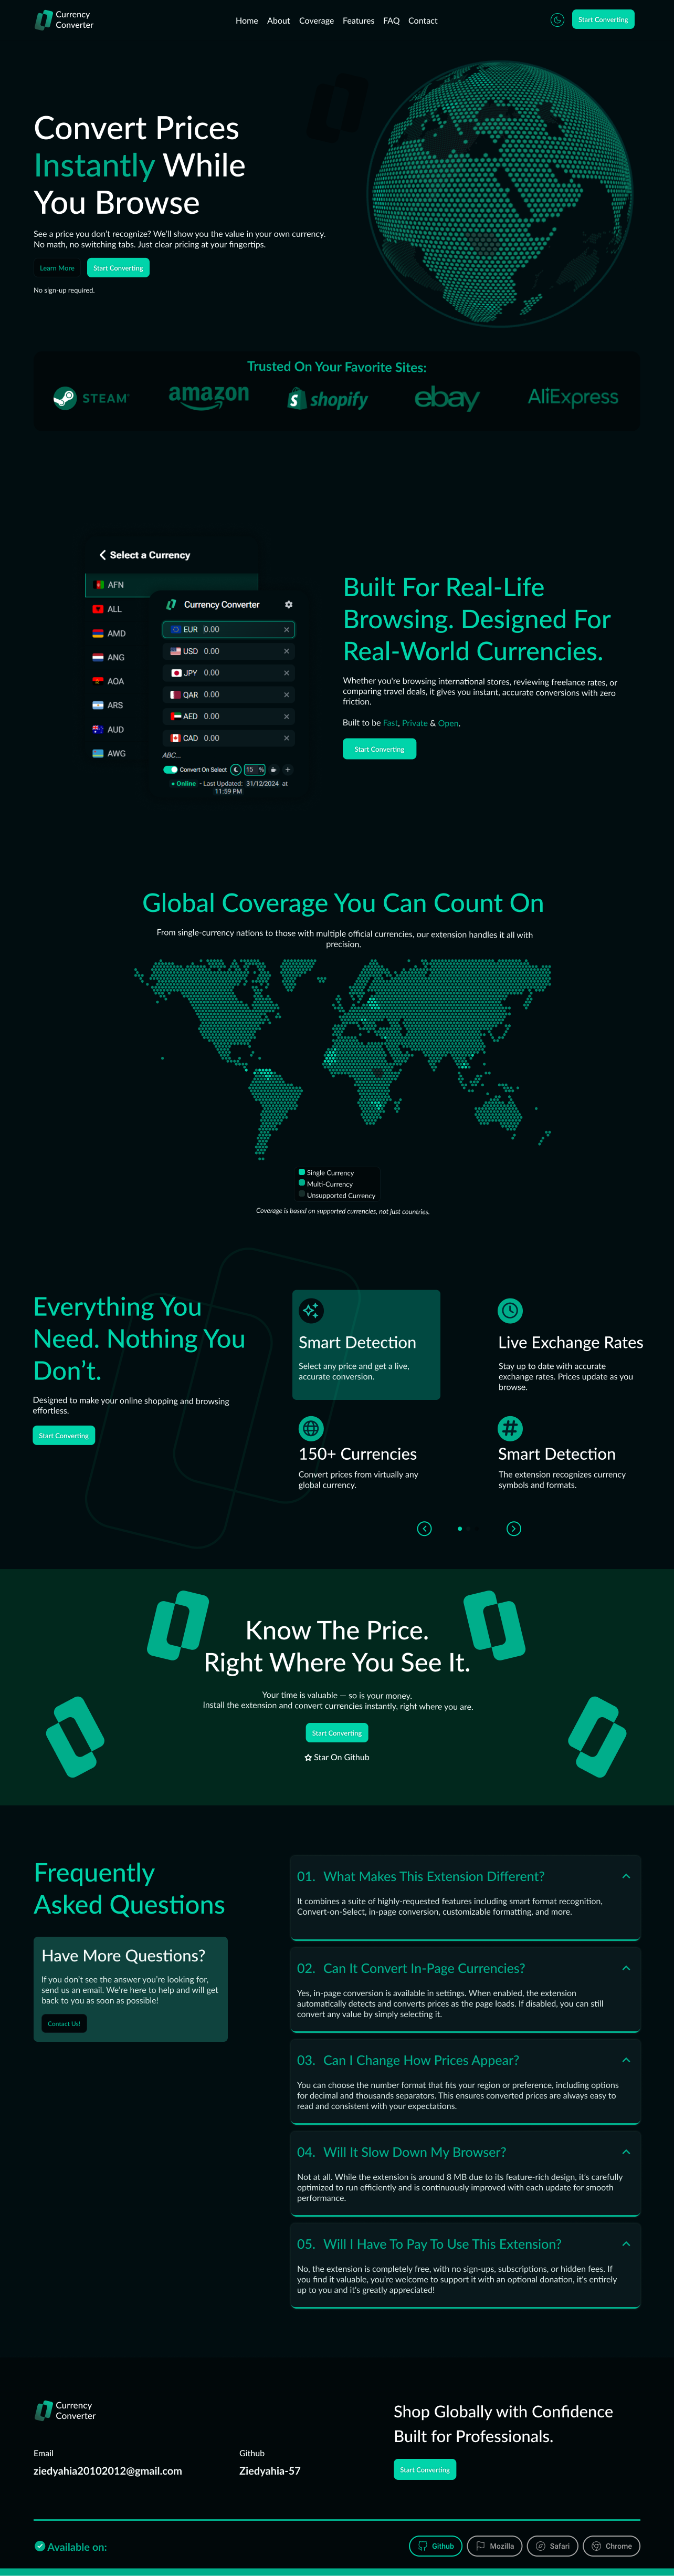 Currency
Converter
Home About Coverage Features FAQ Contact
Start Converting
Convert Prices
Instantly While
You Browse
See a price you don't recognize? We'll show you the value in your own currency.
No math, no switching tabs. Just clear pricing at your fingertips.
Learn More
Start Converting
No sign-up required.
Trusted On Your Favorite Sites:
STEAM
amazon
shopify
ebay
AliExpress
Select a Currency
AFN
ALL
AMD
ANG
AOA
ARS
AUD
AWG
Currency Converter
EUR 0.00
USD 0.00
JPY 0.00
QAR 0.00
AED 0.00
CAD 0.00
ABC...
Convert On Select 15 %
• Online - Last Updated: 31/12/2024 at
11:59 PM
Built For Real-Life
Browsing. Designed For
Real-World Currencies.
Whether you're browsing international stores, reviewing freelance rates, or
comparing travel deals, it gives you instant, accurate conversions with zero
friction.
Built to be Fast, Private & Open.
Start Converting
Global Coverage You Can Count On
From single-currency nations to those with multiple official currencies, our extension handles it all with
precision.
Single Currency
Multi-Currency
Unsupported Currency
Coverage is based on supported currencies, not just countries.
Everything You
Need. Nothing You
Don't.
Designed to make your online shopping and browsing
effortless.
Start Converting
Smart Detection
Select any price and get a live,
accurate conversion.
Live Exchange Rates
Stay up to date with accurate
exchange rates. Prices update as you
browse.
150+ Currencies
Convert prices from virtually any
global currency.
Smart Detection
The extension recognizes currency
symbols and formats.
Know The Price.
Right Where You See It.
Your time is valuable — so is your money.
Install the extension and convert currencies instantly, right where you are.
Start Converting
Star On Github
Frequently
Asked Questions
Have More Questions?
If you don't see the answer you're looking for,
send us an email. We're here to help and will get
back to you as soon as possible!
Contact Us!
01. What Makes This Extension Different?
It combines a suite of highly-requested features including smart format recognition,
Convert-on-Select, in-page conversion, customizable formatting, and more.
02. Can It Convert In-Page Currencies?
Yes, in-page conversion is available in settings. When enabled, the extension
automatically detects and converts prices as the page loads. If disabled, you can still
convert any value by simply selecting it.
03. Can I Change How Prices Appear?
You can choose the number format that fits your region or preference, including options
for decimal and thousands separators. This ensures converted prices are always easy to
read and consistent with your expectations.
04. Will It Slow Down My Browser?
Not at all. While the extension is around 8 MB due to its feature-rich design, it's carefully
optimized to run efficiently and is continuously improved with each update for smooth
performance.
05. Will I Have To Pay To Use This Extension?
No, the extension is completely free, with no sign-ups, subscriptions, or hidden fees. If
you find it valuable, you're welcome to support it with an optional donation, it's entirely
up to you and it's greatly appreciated!
Currency
Converter
Email
ziedyahia20102012@gmail.com
Github
Ziedyahia-57
Shop Globally with Confidence
Built for Professionals.
Start Converting
Available on:
Github
Mozilla
Safari
Chrome